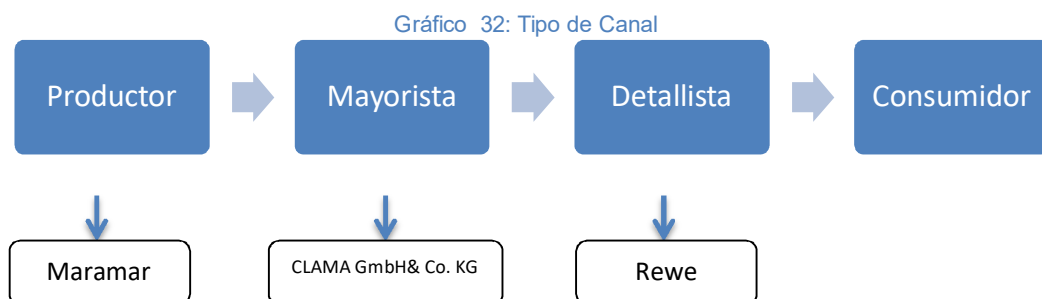 Gráfico 32: Tipo de Canal
Productor
Mayorista
Detallista
Consumidor
Maramar
CLAMA GmbH& Co. KG
Rewe